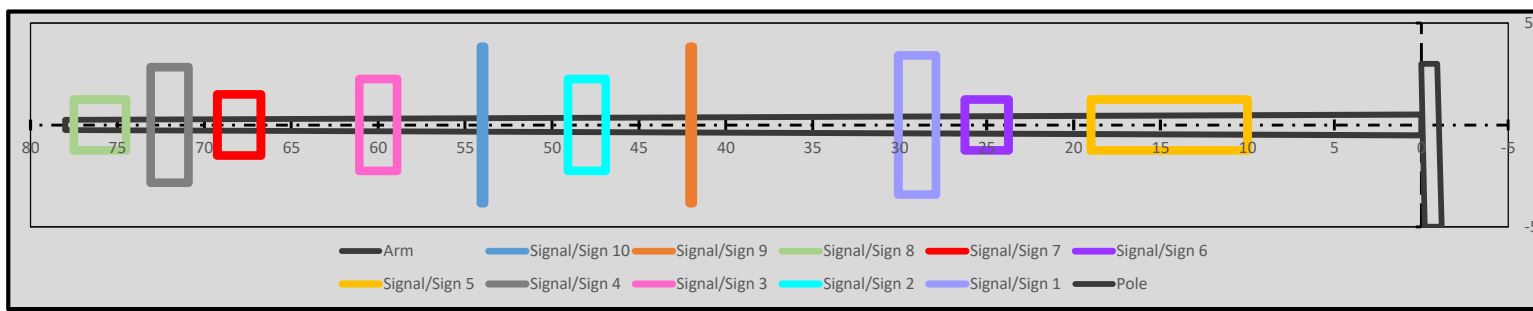 5
80 75 70 65 60 55 50 45 40 35 30 25 20 15 10 5 0 -5
-5
Arm Signal/Sign 10 Signal/Sign 9 Signal/Sign 8 Signal/Sign 7 Signal/Sign 6
Signal/Sign 5 Signal/Sign 4 Signal/Sign 3 Signal/Sign 2 Signal/Sign 1 Pole